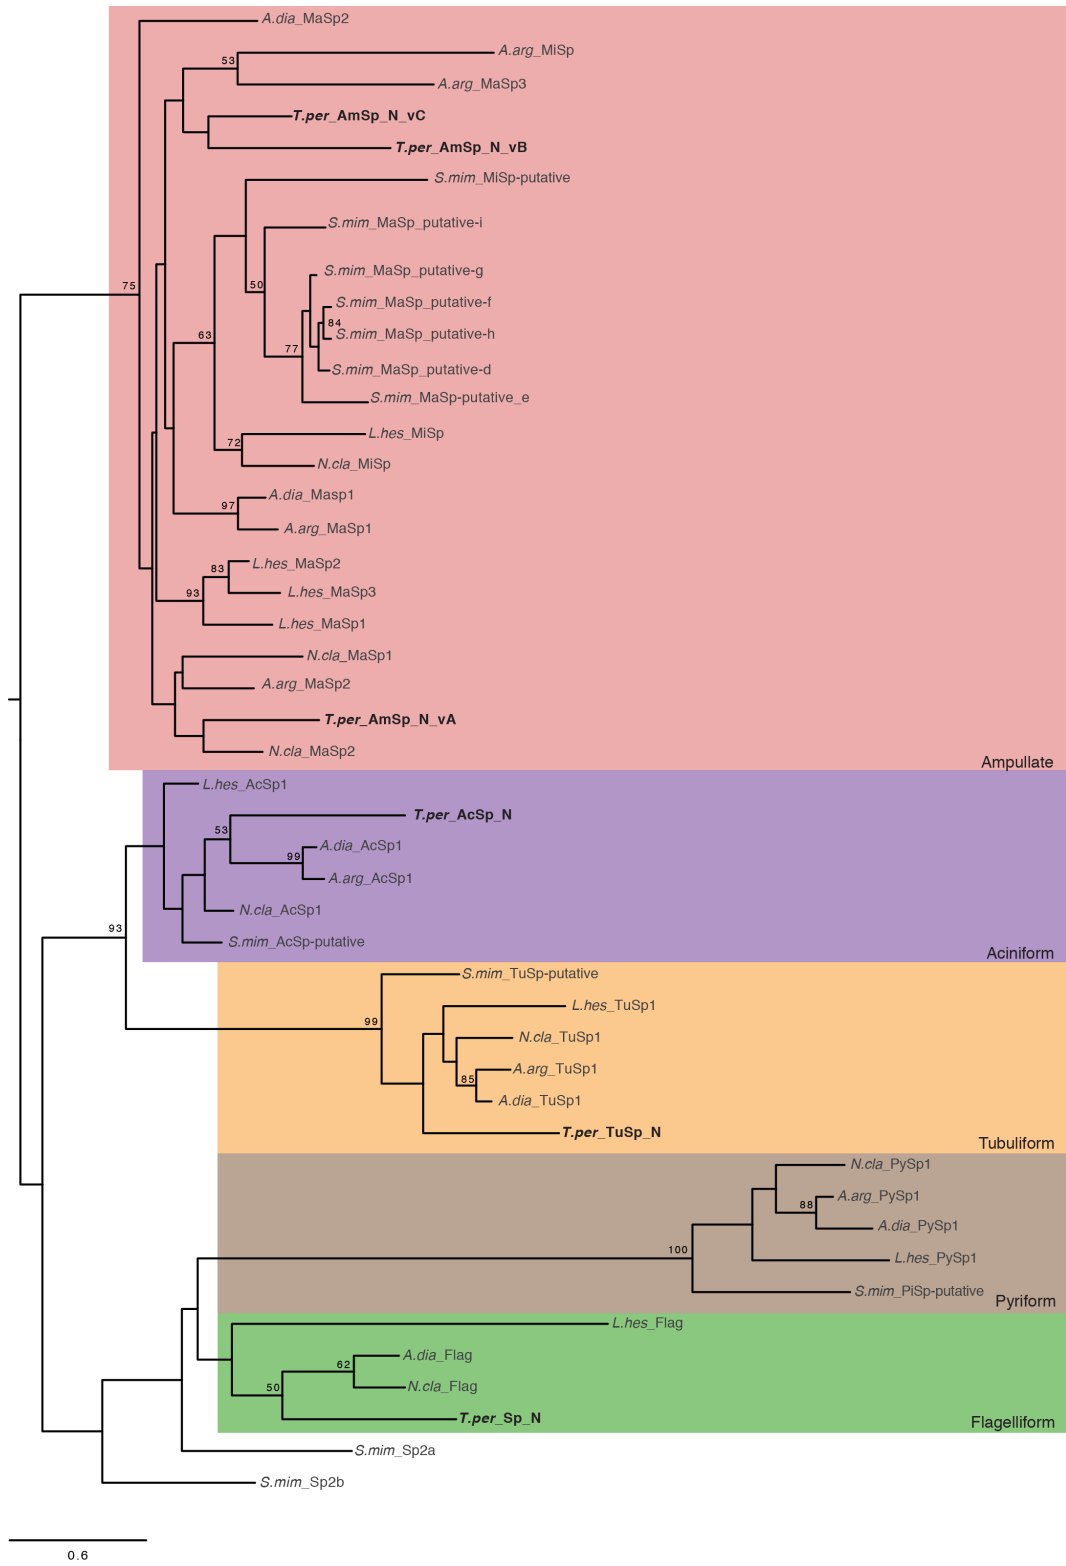 A.dia_MaSp2
A.arg_MiSp
53
A.arg_MaSp3
T.per_AmSp_N_vC
T.per_AmSp_N_vB
S.mim_MiSp-putative
S.mim_MaSp_putative-i
S.mim_MaSp_putative-g
75
50
S.mim_MaSp_putative-f
84
63
S.mim_MaSp_putative-h
77
S.mim_MaSp_putative-d
S.mim_MaSp-putative_e
L.hes_MiSp
72
N.cla_MiSp
A.dia_Masp1
97
A.arg_MaSp1
L.hes_MaSp2
83
L.hes_MaSp3
93
L.hes_MaSp1
N.cla_MaSp1
A.arg_MaSp2
T.per_AmSp_N_vA
N.cla_MaSp2
Ampullate
L.hes_AcSp1
T.per_AcSp_N
53
A.dia_AcSp1
99
A.arg_AcSp1
N.cla_AcSp1
93
S.mim_AcSp-putative
Aciniform
S.mim_TuSp-putative
L.hes_TuSp1
99
N.cla_TuSp1
A.arg_TuSp1
85
A.dia_TuSp1
T.per_TuSp_N
Tubuliform
N.cla_PySp1
A.arg_PySp1
88
A.dia_PySp1
100
L.hes_PySp1
S.mim_PiSp-putative
Pyriform
L.hes_Flag
A.dia_Flag
62
N.cla_Flag
50
T.per_Sp_N
Flagelliform
S.mim_Sp2a
S.mim_Sp2b
0.6